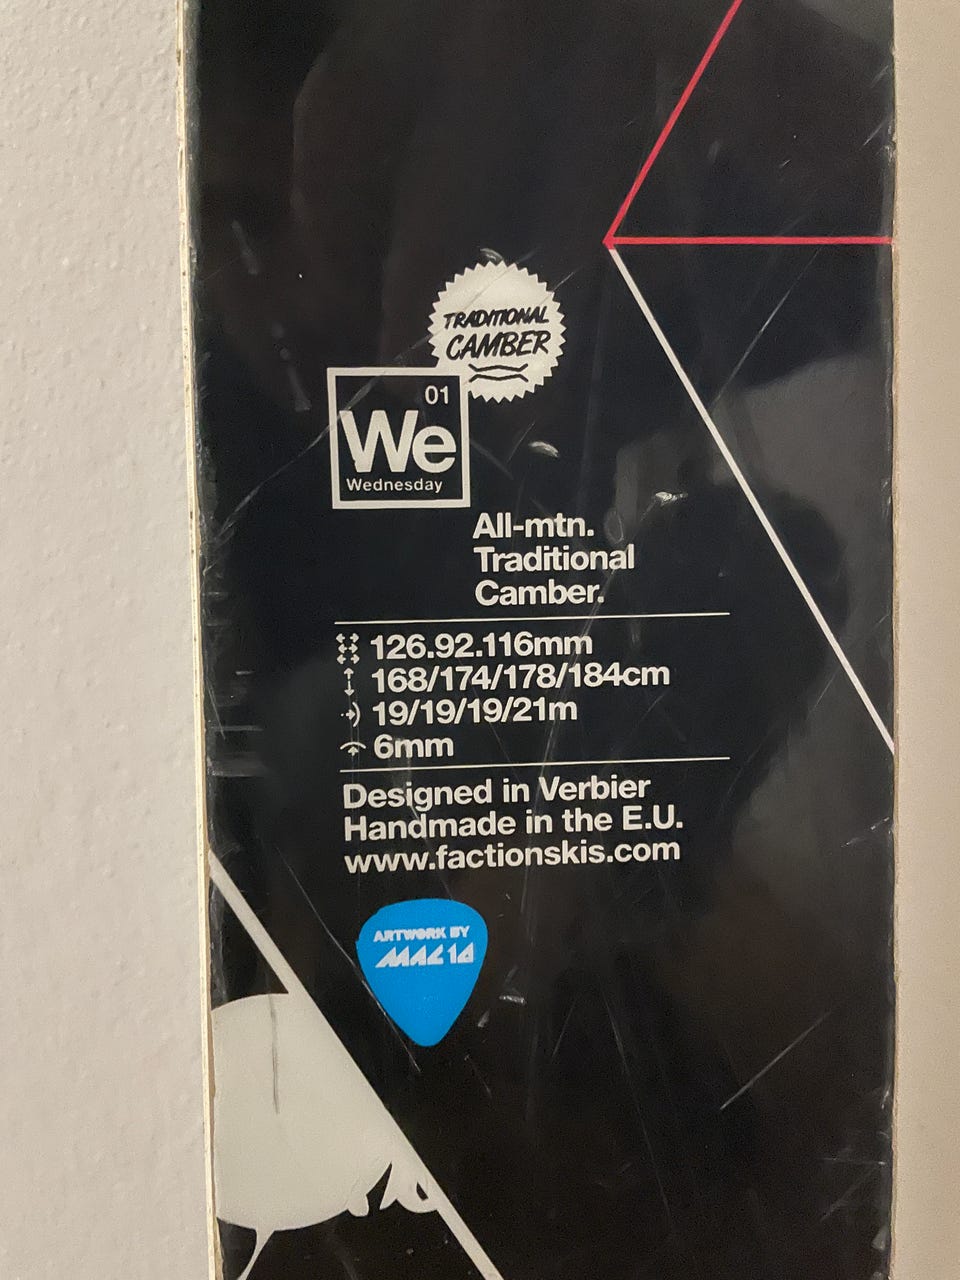 TRADITIONAL
CAMBER
01
We
Wednesday
All-mtn.
Traditional
Camber.
126.92.116mm
168/174/178/184cm
19/19/19/21m
6mm
Designed in Verbier
Handmade in the E.U.
www.factionskis.com
ARTWORK BY